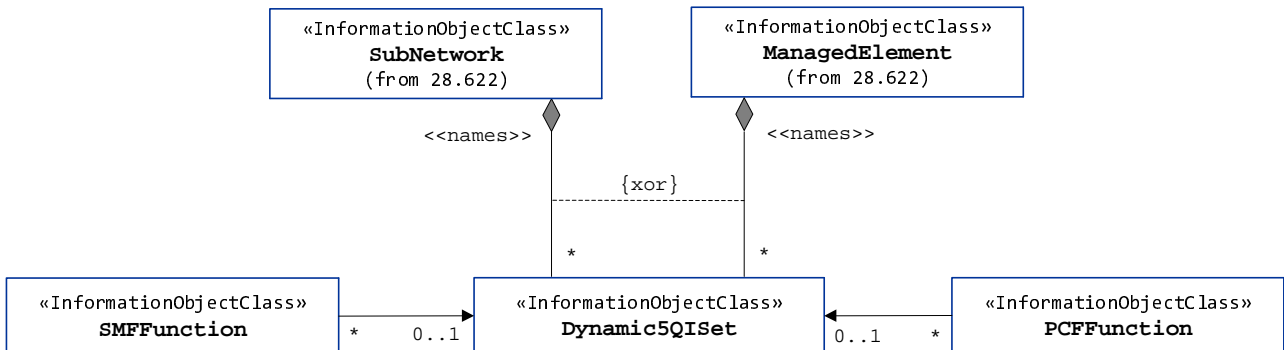 «InformationObjectClass»
SubNetwork
(from 28.622)
«InformationObjectClass»
ManagedElement
(from 28.622)
<<names>>
<<names>>
{xor}
*
*
«InformationObjectClass»
SMFFunction
*
0..1
«InformationObjectClass»
Dynamic5QISet
0..1
*
«InformationObjectClass»
PCFFunction